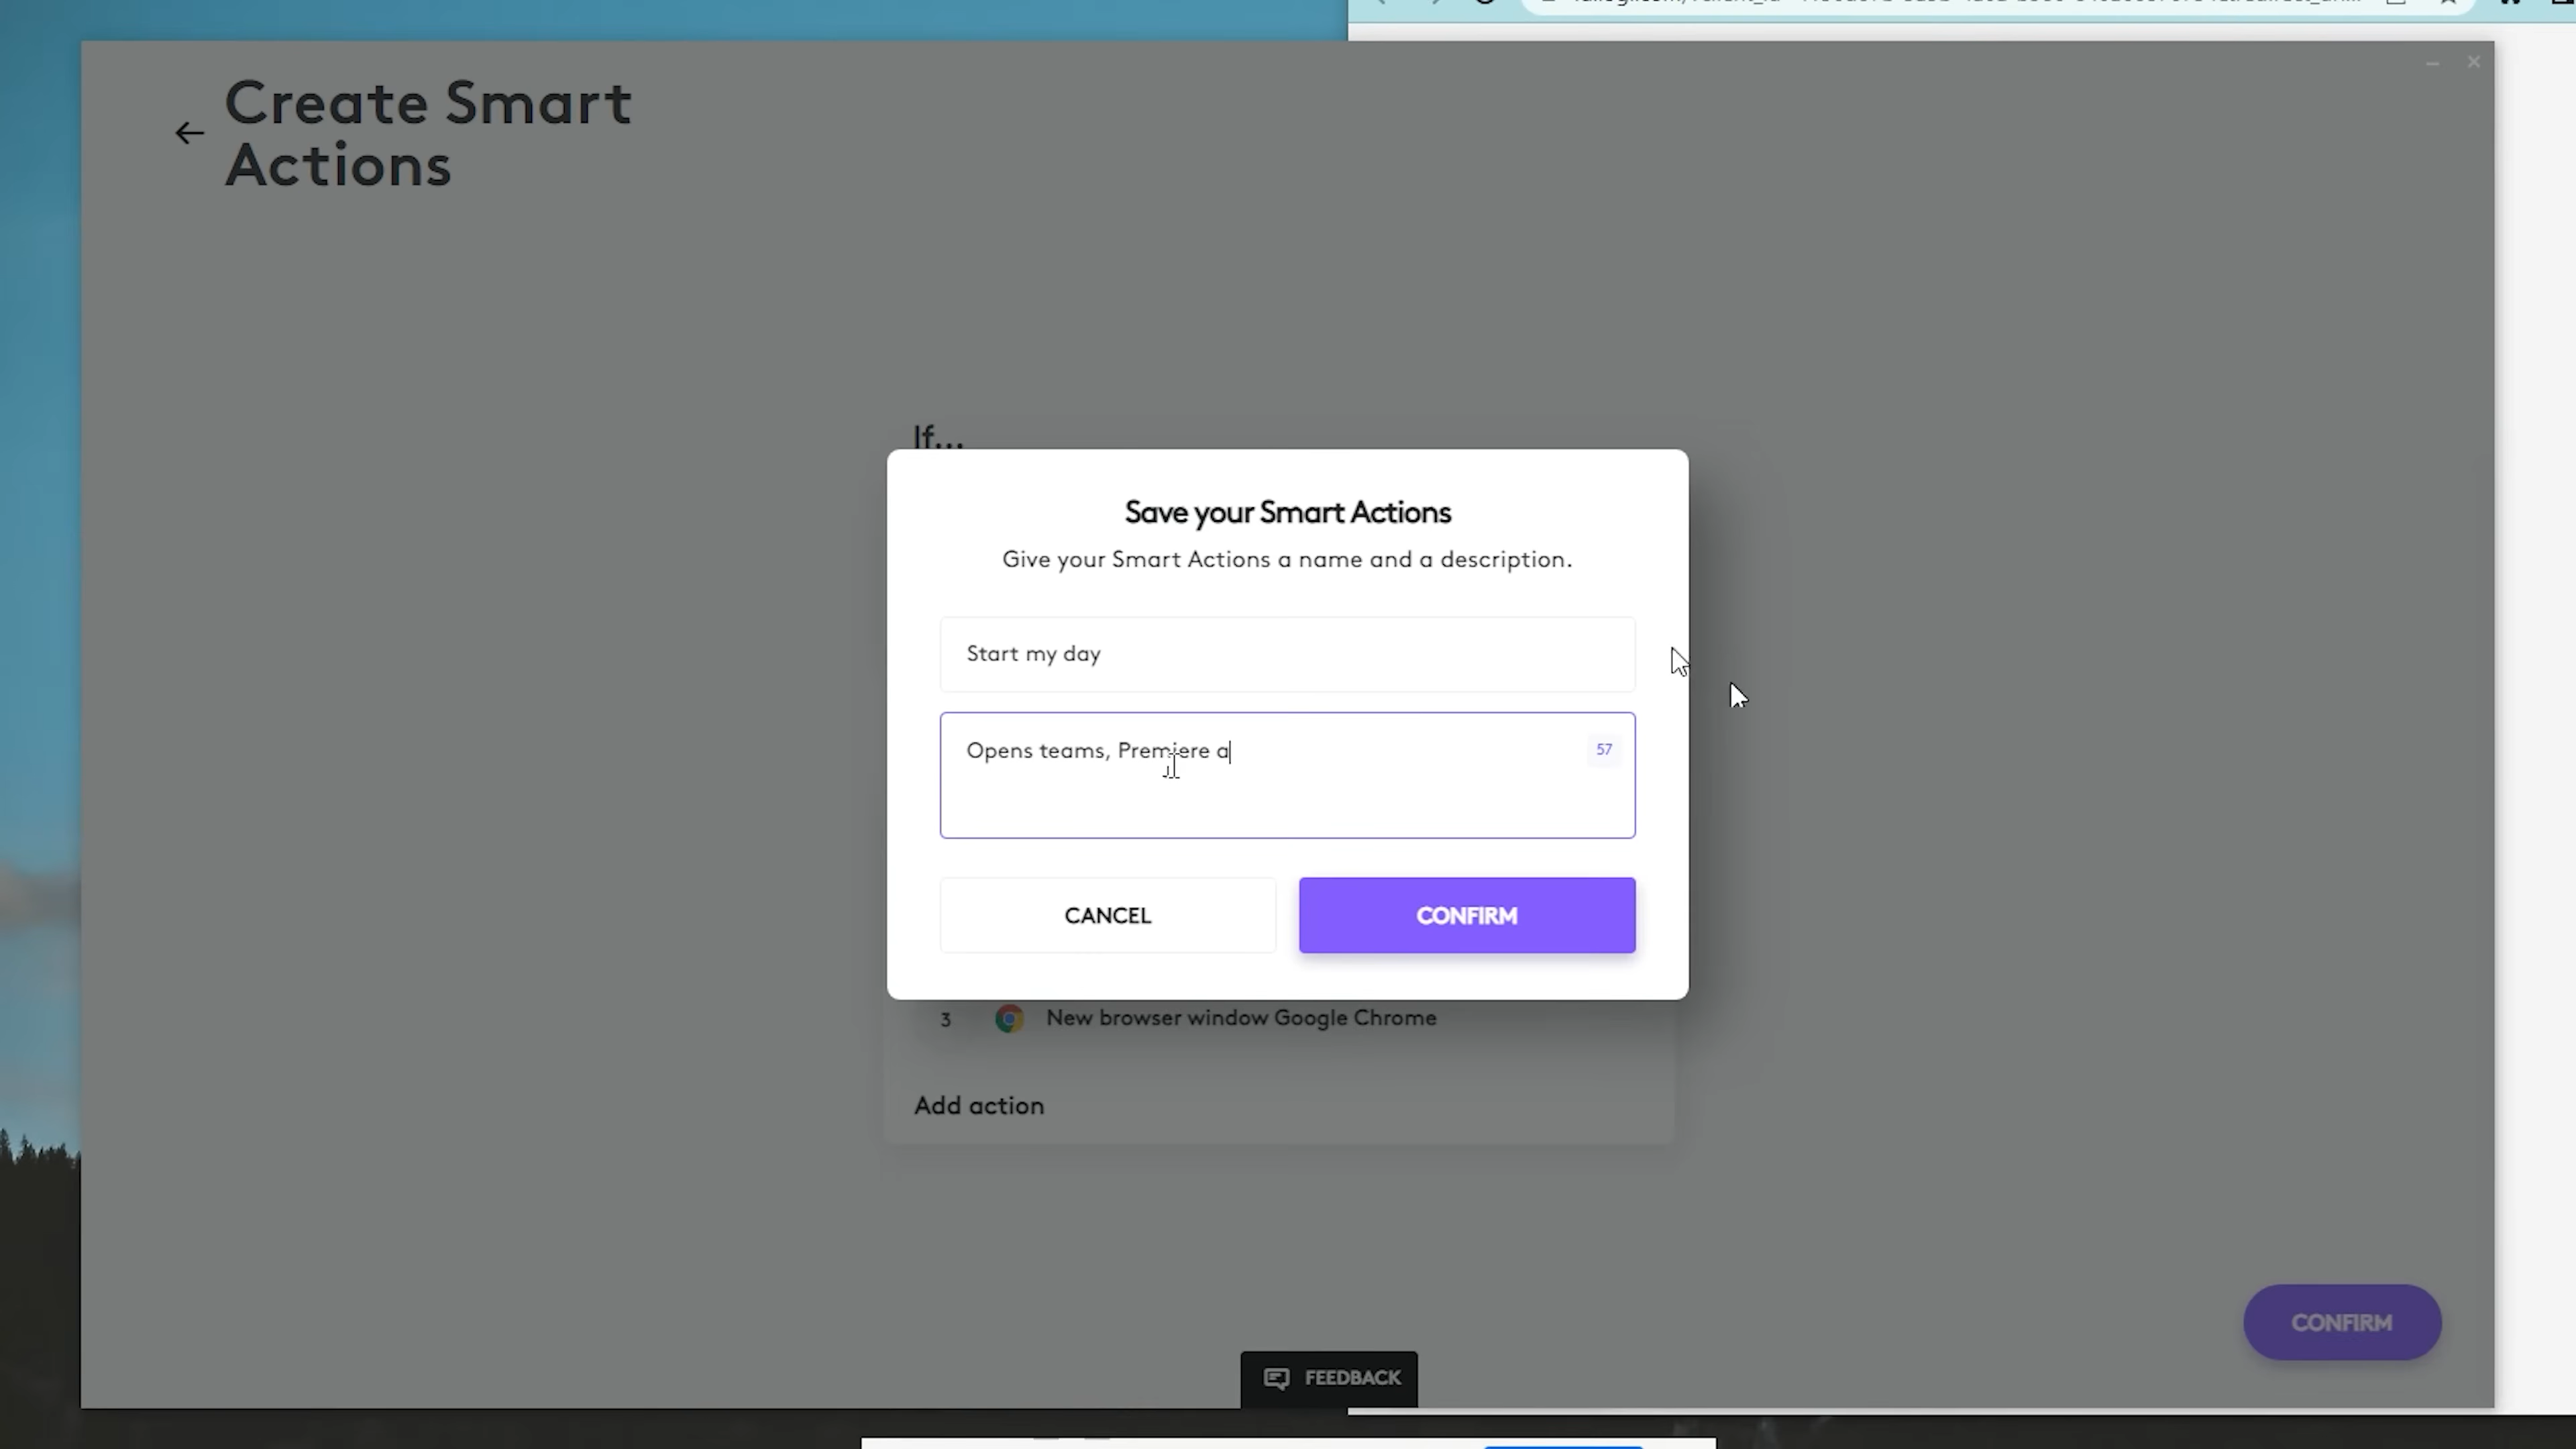 Create Smart
Actions
If...
Save your Smart Actions
Give your Smart Actions a name and a description.
Start my day
Opens teams, Premiere a
57
CANCEL
CONFIRM
3
New browser window Google Chrome
Add action
CONFIRM
FEEDBACK